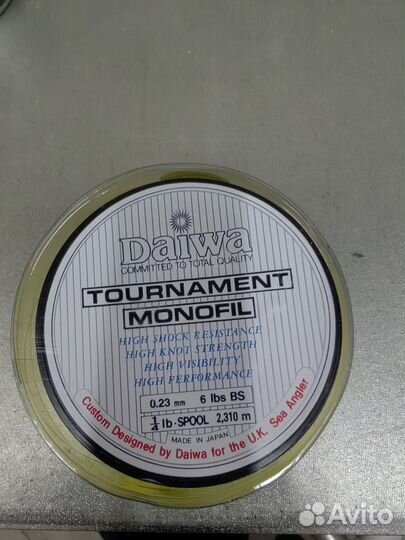 Daiwa
COMMITTED TO TOTAL QUALITY
TOURNAMENT
MONOFIL
HIGH SHOCK RESISTANCE
HIGH KNOT STRENGTH
HIGH VISIBILITY
HIGH PERFORMANCE
0.23 mm 6 lbs BS
¼ lb·SPOOL 2,310 m
MADE IN JAPAN
Custom Designed by Daiwa for the U.K. Sea Angler
Avito